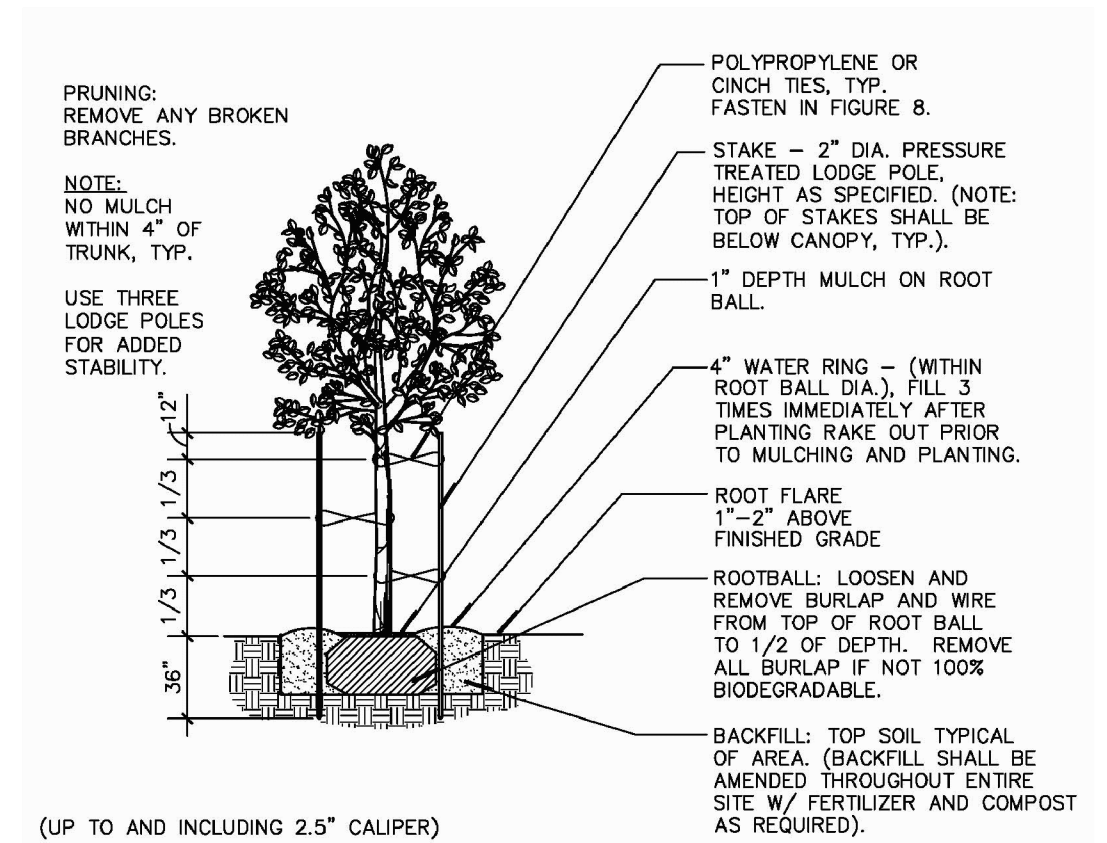 PRUNING:
REMOVE ANY BROKEN
BRANCHES.
NOTE:
NO MULCH
WITHIN 4" OF
TRUNK, TYP.
USE THREE
LODGE POLES
FOR ADDED
STABILITY.
12"
1/3
1/3
1/3
36"
(UP TO AND INCLUDING 2.5" CALIPER)
POLYPROPYLENE OR
CINCH TIES, TYP.
FASTEN IN FIGURE 8.
STAKE – 2" DIA. PRESSURE
TREATED LODGE POLE,
HEIGHT AS SPECIFIED. (NOTE:
TOP OF STAKES SHALL BE
BELOW CANOPY, TYP.).
1" DEPTH MULCH ON ROOT
BALL.
4" WATER RING – (WITHIN
ROOT BALL DIA.), FILL 3
TIMES IMMEDIATELY AFTER
PLANTING RAKE OUT PRIOR
TO MULCHING AND PLANTING.
ROOT FLARE
1"–2" ABOVE
FINISHED GRADE
ROOTBALL: LOOSEN AND
REMOVE BURLAP AND WIRE
FROM TOP OF ROOT BALL
TO 1/2 OF DEPTH. REMOVE
ALL BURLAP IF NOT 100%
BIODEGRADABLE.
BACKFILL: TOP SOIL TYPICAL
OF AREA. (BACKFILL SHALL BE
AMENDED THROUGHOUT ENTIRE
SITE W/ FERTILIZER AND COMPOST
AS REQUIRED).